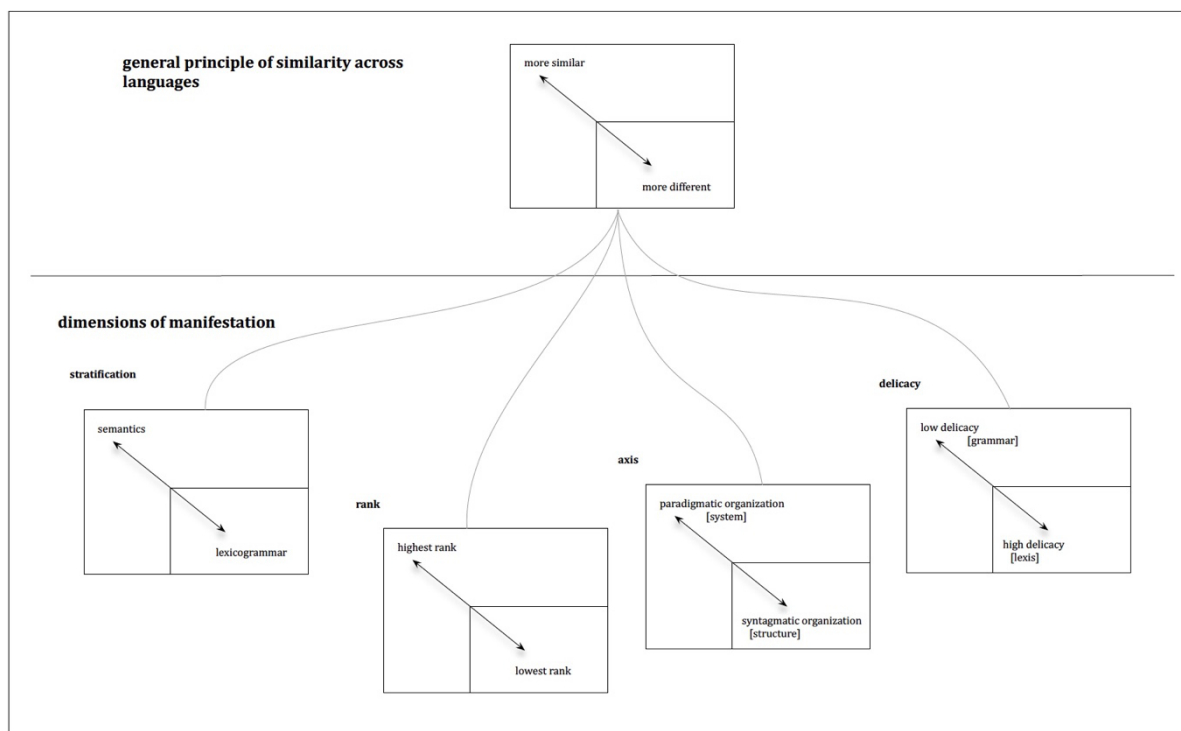 general principle of similarity across
languages
more similar
more different
dimensions of manifestation
stratification
semantics
lexicogrammar
rank
highest rank
lowest rank
axis
paradigmatic organization
[system]
syntagmatic organization
[structure]
delicacy
low delicacy
[grammar]
high delicacy
[lexis]